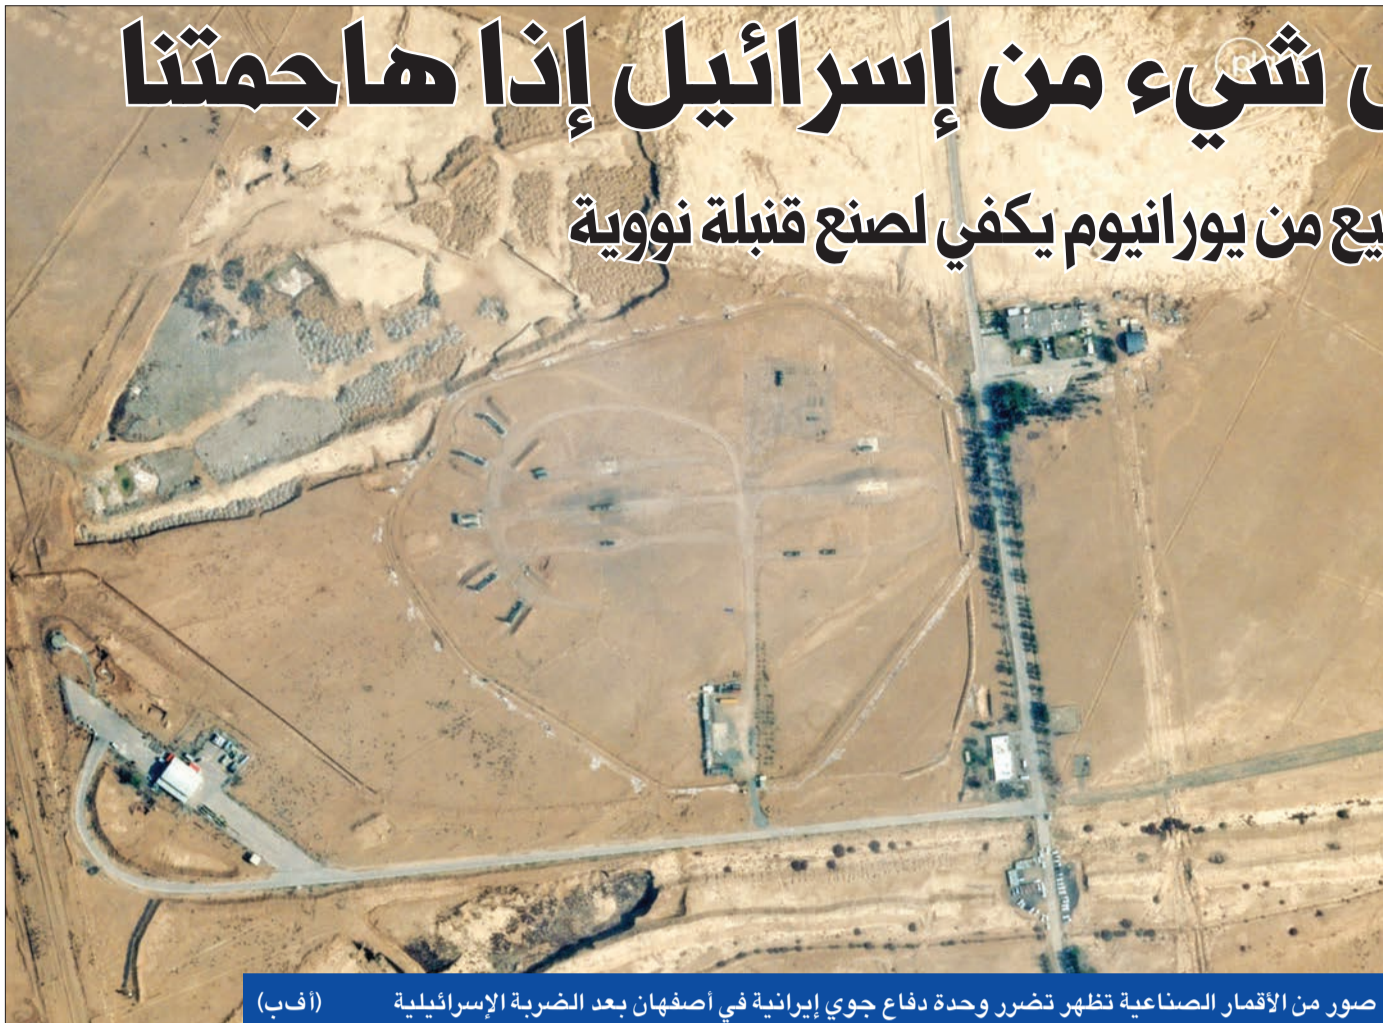 شيء من إسرائيل إذا هاجمتنا
من يورانيوم يكفي لصنع قنبلة نووية
صور من الأقمار الصناعية تظهر تضرر وحدة دفاع جوي إيرانية في أصفهان بعد الضربة الإسرائيلية (أ ف ب)